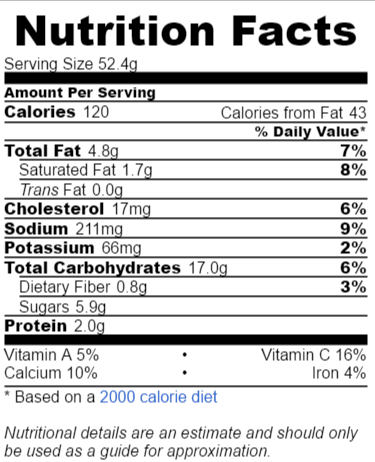 Nutrition Facts
Serving Size 52.4g
Amount Per Serving
Calories 120 Calories from Fat 43
% Daily Value*
Total Fat 4.8g 7%
Saturated Fat 1.7g 8%
Trans Fat 0.0g
Cholesterol 17mg 6%
Sodium 211mg 9%
Potassium 66mg 2%
Total Carbohydrates 17.0g 6%
Dietary Fiber 0.8g 3%
Sugars 5.9g
Protein 2.0g
Vitamin A 5% • Vitamin C 16%
Calcium 10% • Iron 4%
* Based on a 2000 calorie diet
Nutritional details are an estimate and should only
be used as a guide for approximation.